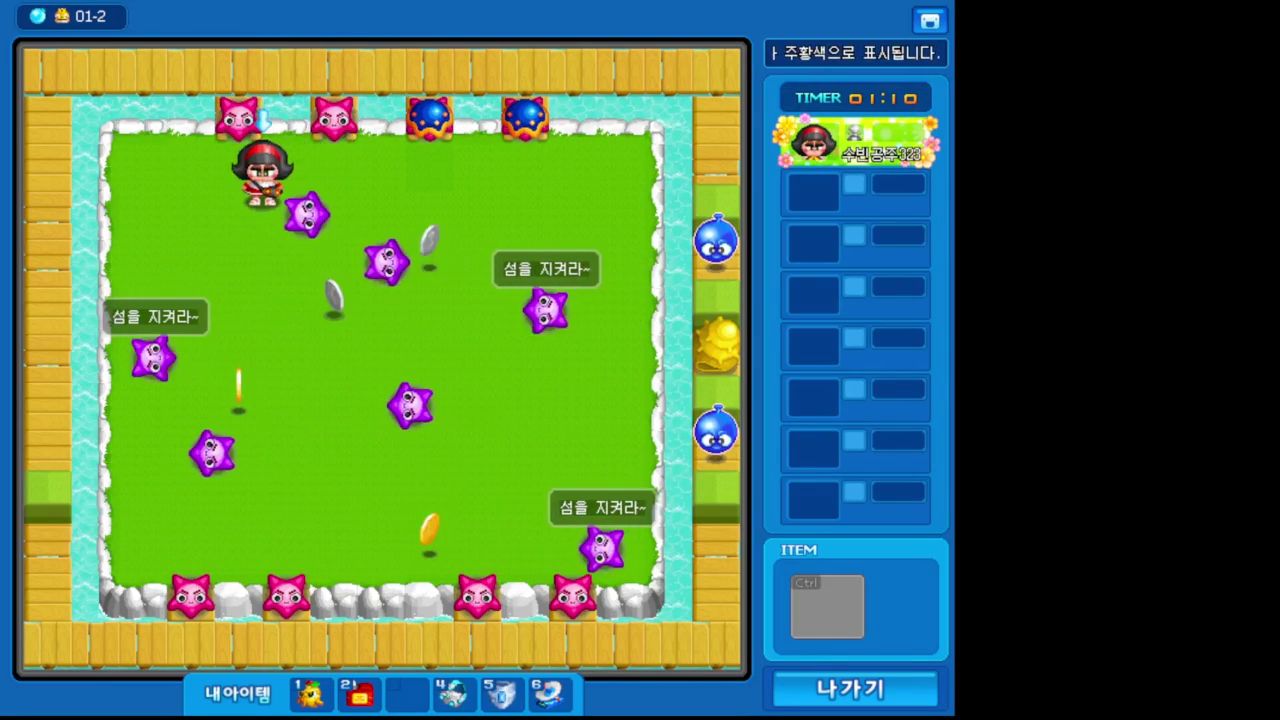 01-2
ㅏ 주황색으로 표시됩니다.
TIMER 01:10
수빈공주323
섬을 지켜라~
섬을 지켜라~
섬을 지켜라~
ITEM
Ctrl
내아이템
1
2
4
5
6
나가기